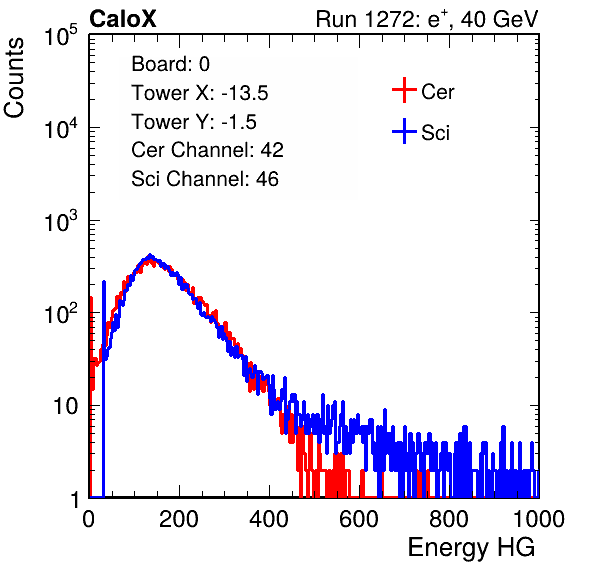 CaloX Run 1272: e⁺, 40 GeV
Counts
Board: 0
Tower X: -13.5
Tower Y: -1.5
Cer Channel: 42
Sci Channel: 46
Cer
Sci
10⁵
10⁴
10³
10²
10
1
0 200 400 600 800 1000
Energy HG